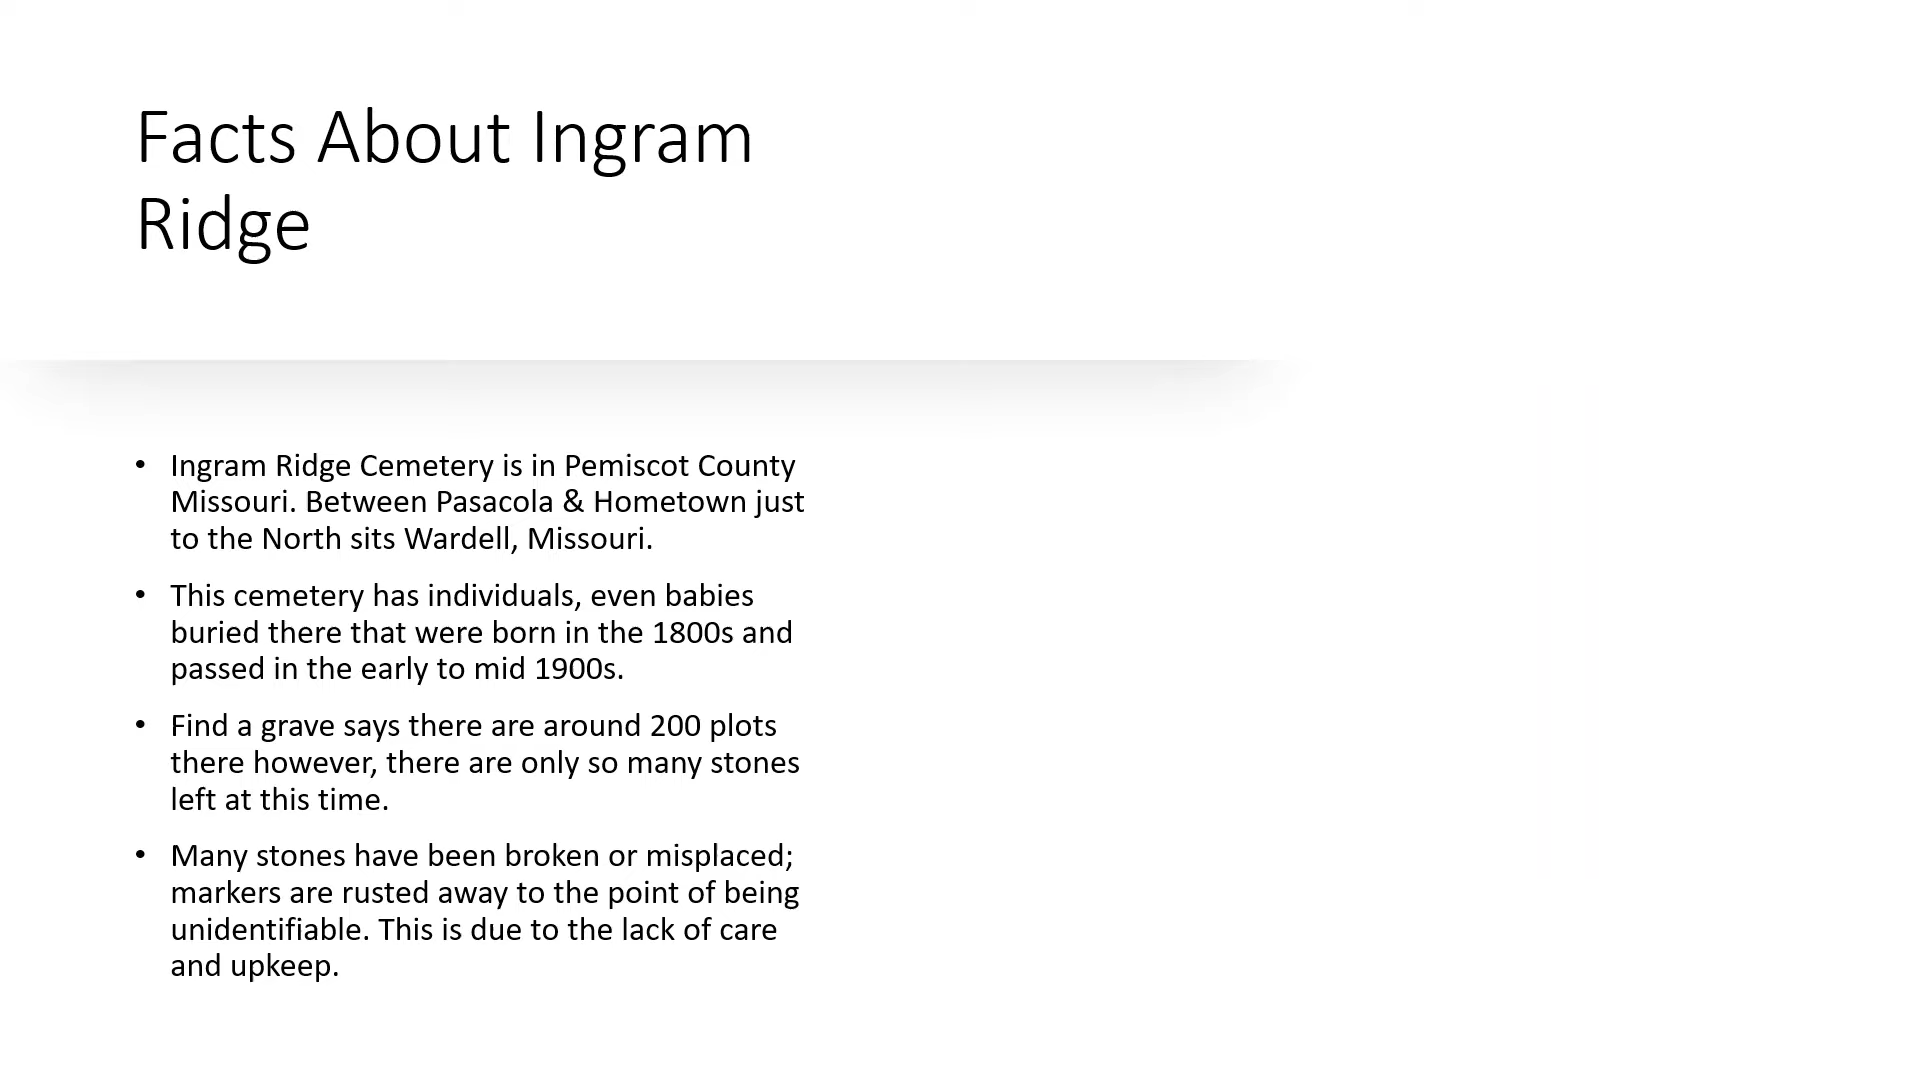 Facts About Ingram
Ridge
• Ingram Ridge Cemetery is in Pemiscot County
Missouri. Between Pasacola & Hometown just
to the North sits Wardell, Missouri.
• This cemetery has individuals, even babies
buried there that were born in the 1800s and
passed in the early to mid 1900s.
• Find a grave says there are around 200 plots
there however, there are only so many stones
left at this time.
• Many stones have been broken or misplaced;
markers are rusted away to the point of being
unidentifiable. This is due to the lack of care
and upkeep.